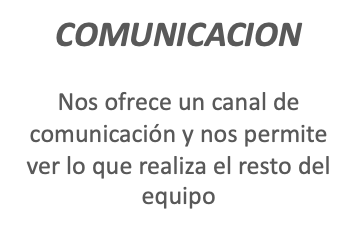 COMUNICACION
Nos ofrece un canal de
comunicación y nos permite
ver lo que realiza el resto del
equipo